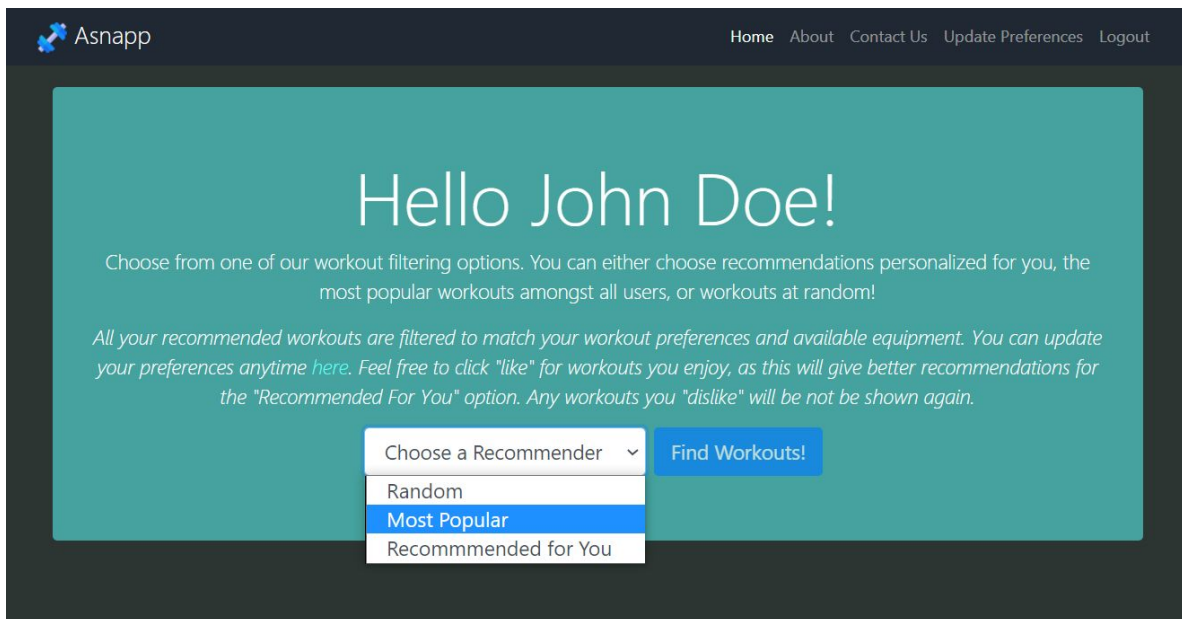 Asnapp
Home About Contact Us Update Preferences Logout
Hello John Doe!
Choose from one of our workout filtering options. You can either choose recommendations personalized for you, the
most popular workouts amongst all users, or workouts at random!
All your recommended workouts are filtered to match your workout preferences and available equipment. You can update
your preferences anytime here. Feel free to click "like" for workouts you enjoy, as this will give better recommendations for
the "Recommended For You" option. Any workouts you "dislike" will be not be shown again.
Choose a Recommender
Find Workouts!
Random
Most Popular
Recommmended for You